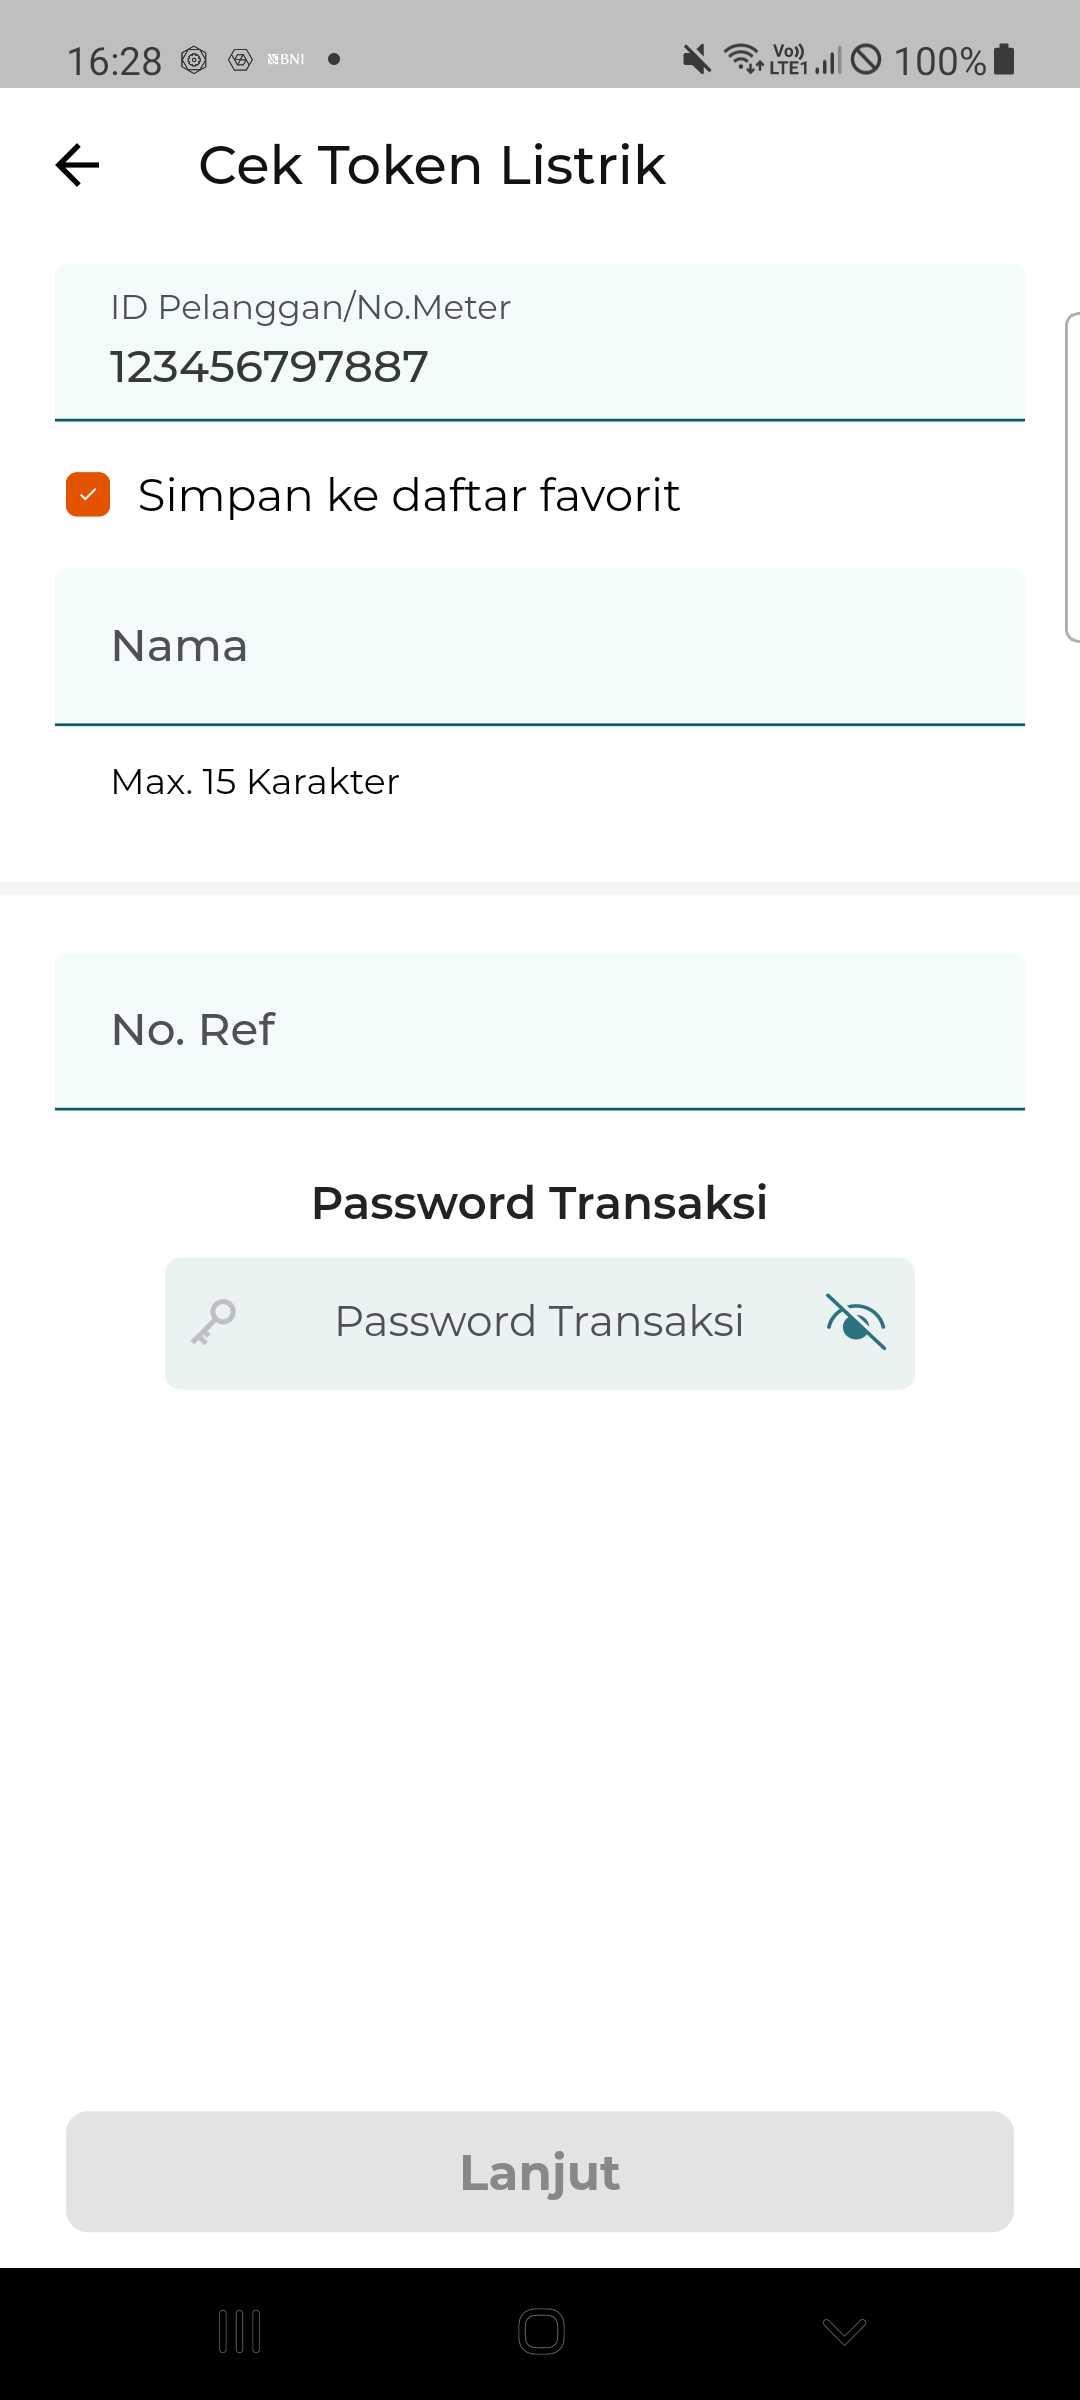 16:28 BNI Vo)) LTE1 100%
Cek Token Listrik
ID Pelanggan/No.Meter
123456797887
Simpan ke daftar favorit
Nama
Max. 15 Karakter
No. Ref
Password Transaksi
Password Transaksi
Lanjut